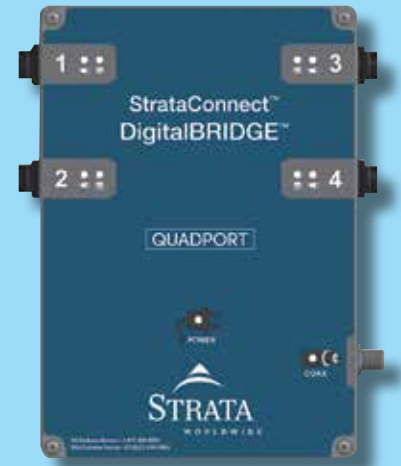 1
3
StrataConnect™
DigitalBRIDGE™
2
4
QUADPORT
POWER
COAX
STRATA
WORLDWIDE